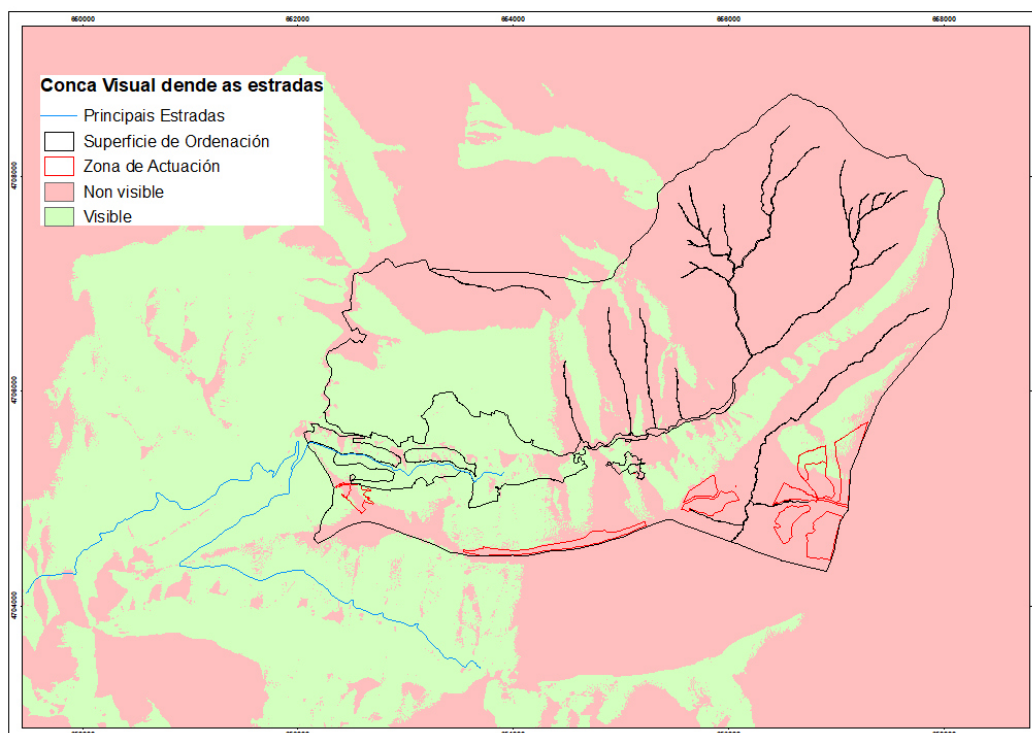 660000 662000 664000 666000 668000
Conca Visual dende as estradas
Principais Estradas
Superficie de Ordenación
Zona de Actuación
Non visible
Visible
4708000
4706000
4704000